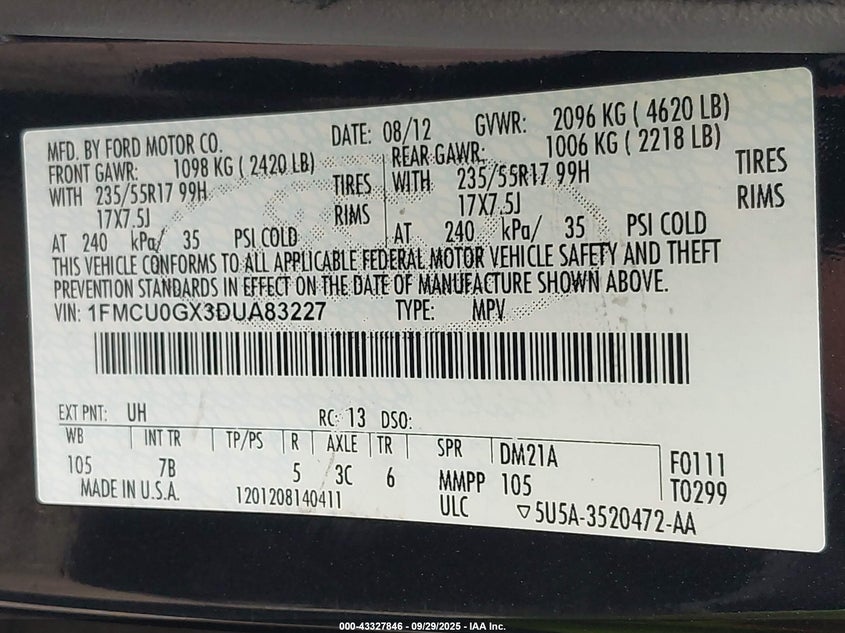 MFD. BY FORD MOTOR CO. DATE: 08/12 GVWR: 2096 KG ( 4620 LB)
FRONT GAWR: 1098 KG ( 2420 LB) REAR GAWR: 1006 KG ( 2218 LB)
WITH 235/55R17 99H TIRES WITH 235/55R17 99H TIRES
17X7.5J RIMS 17X7.5J RIMS
AT 240 kPa/ 35 PSI COLD AT 240 kPa/ 35 PSI COLD
THIS VEHICLE CONFORMS TO ALL APPLICABLE FEDERAL MOTOR VEHICLE SAFETY AND THEFT
PREVENTION STANDARDS IN EFFECT ON THE DATE OF MANUFACTURE SHOWN ABOVE.
VIN: 1FMCU0GX3DUA83227 TYPE: MPV
EXT PNT: UH RC: 13 DSO:
WB INT TR TP/PS R AXLE TR SPR DM21A F0111
105 7B 5 3C 6 MMPP 105 T0299
MADE IN U.S.A. 1201208140411 ULC ▽5U5A-3520472-AA
000-43327846 - 09/29/2025 - IAA Inc.